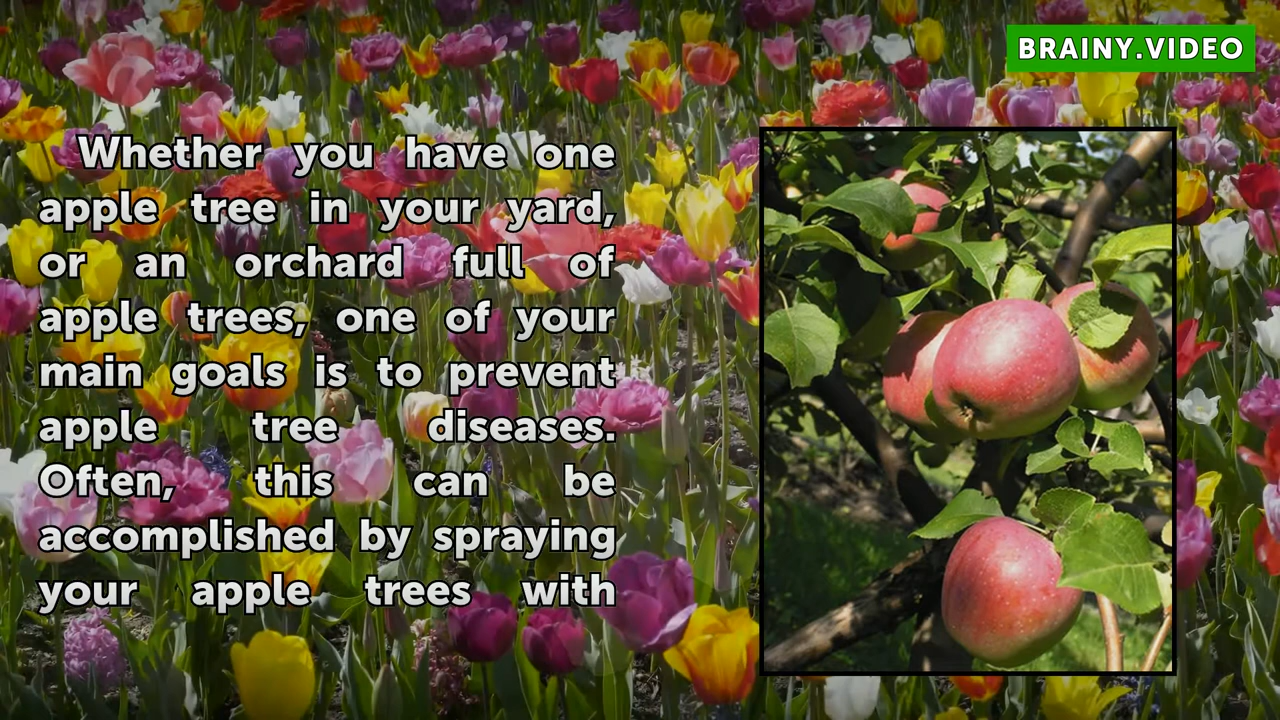 BRAINY.VIDEO
Whether you have one
apple tree in your yard,
or an orchard full of
apple trees, one of your
main goals is to prevent
apple tree diseases.
Often, this can be
accomplished by spraying
your apple trees with